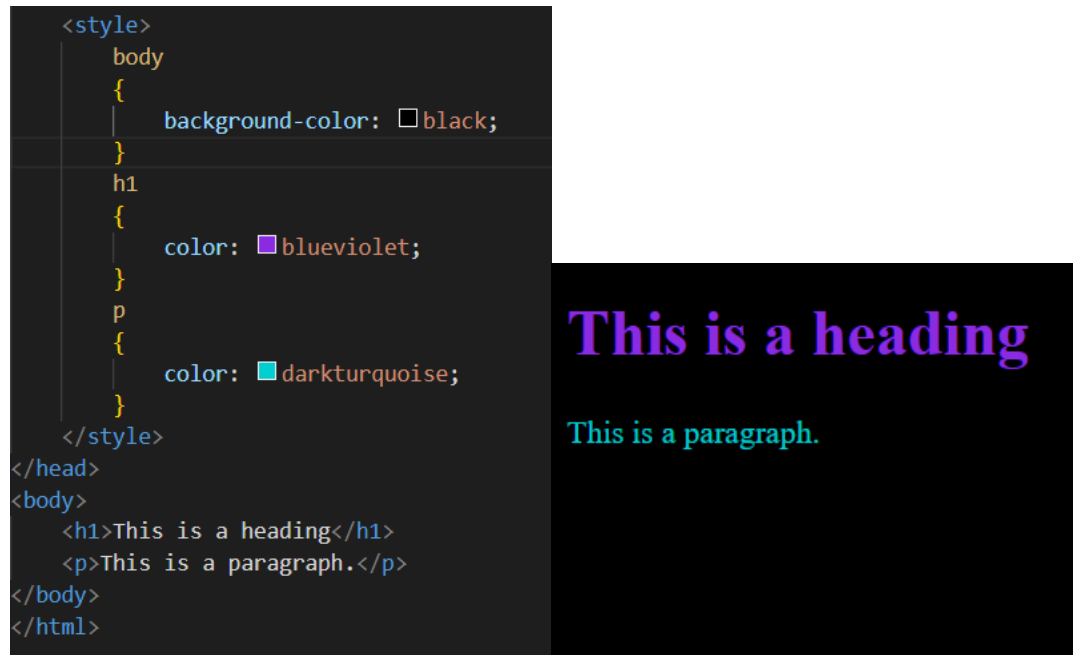 <style>
body
{
background-color: black;
}
h1
{
color: blueviolet;
}
p
{
color: darkturquoise;
}
</style>
</head>
<body>
<h1>This is a heading</h1>
<p>This is a paragraph.</p>
</body>
</html>
This is a heading
This is a paragraph.